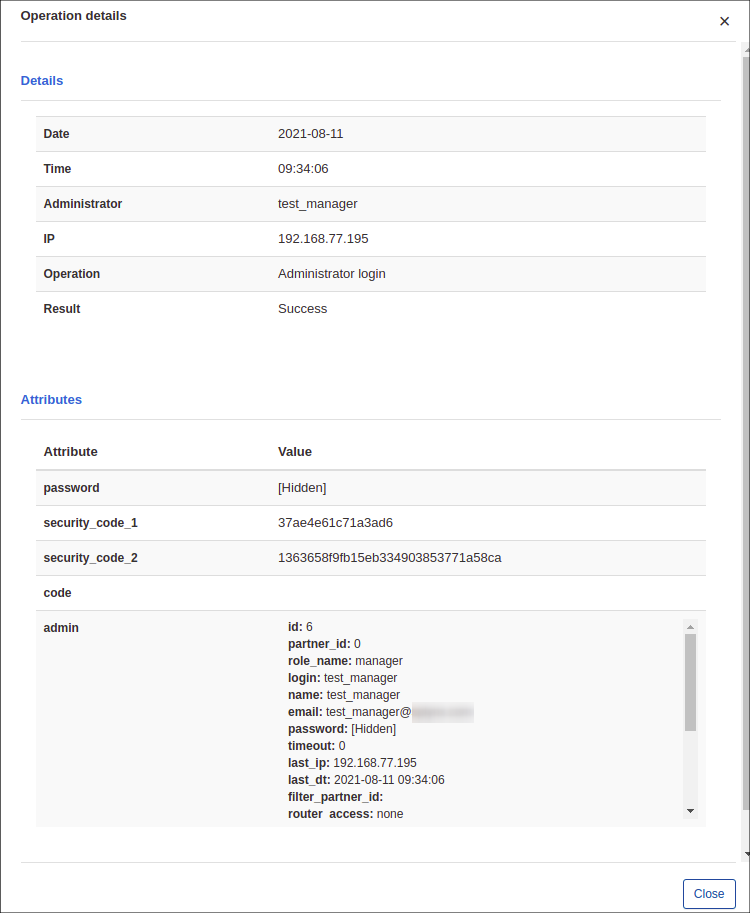 Operation details
×
Details
Date 2021-08-11
Time 09:34:06
Administrator test_manager
IP 192.168.77.195
Operation Administrator login
Result Success
Attributes
Attribute Value
password [Hidden]
security_code_1 37ae4e61c71a3ad6
security_code_2 1363658f9fb15eb334903853771a58ca
code
admin
id: 6
partner_id: 0
role_name: manager
login: test_manager
name: test_manager
email: test_manager@
password: [Hidden]
timeout: 0
last_ip: 192.168.77.195
last_dt: 2021-08-11 09:34:06
filter_partner_id:
router_access: none
Close